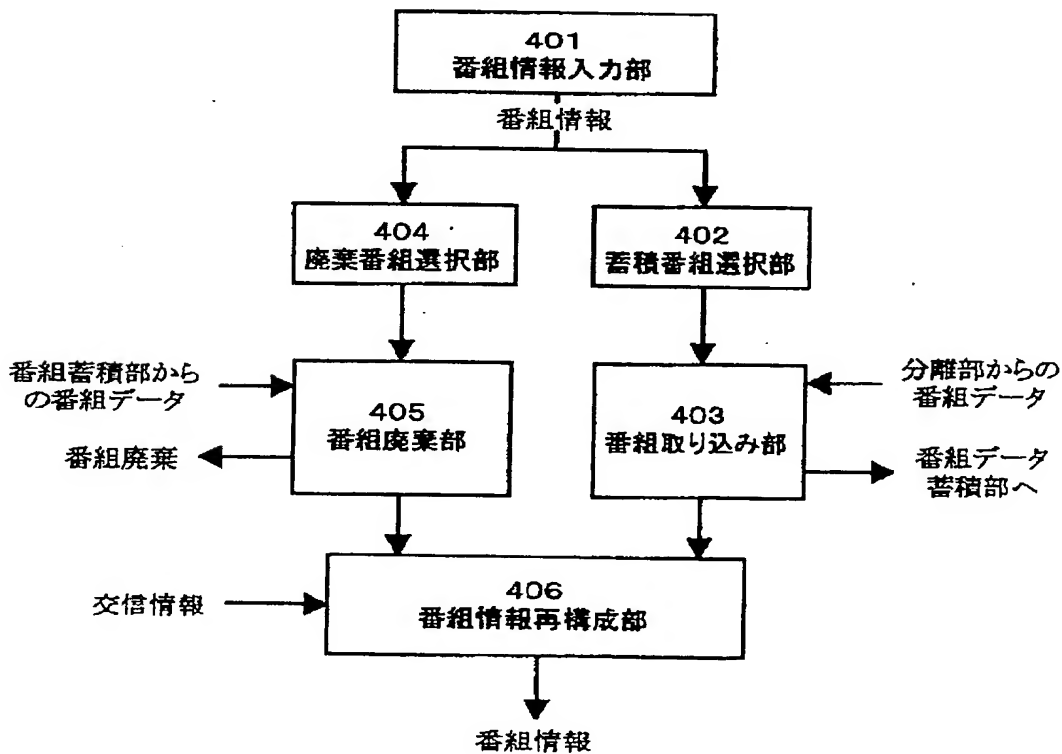 401
番組情報入力部
番組情報
404
廃棄番組選択部
402
蓄積番組選択部
番組蓄積部から
の番組データ
405
番組廃棄部
番組廃棄
403
番組取り込み部
分離部からの
番組データ
番組データ
蓄積部へ
交信情報
406
番組情報再構成部
番組情報